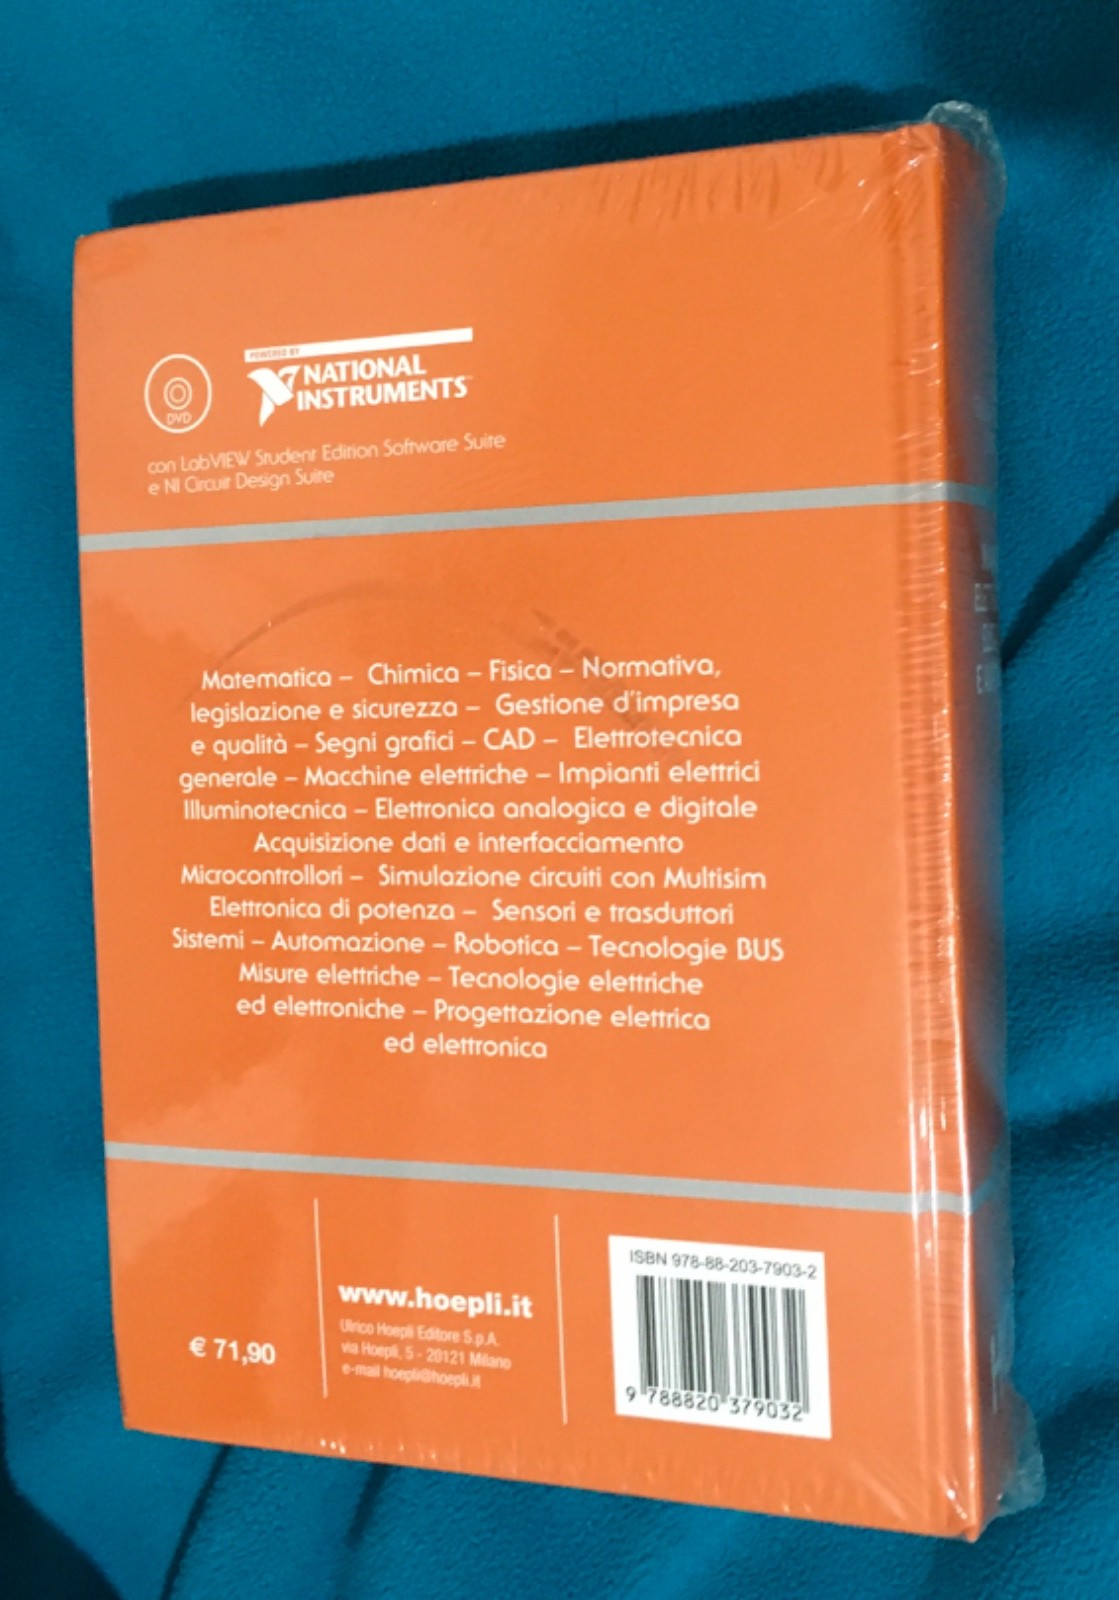 DVD
POWERED BY
NATIONAL
INSTRUMENTS™
con LabVIEW Student Edition Software Suite
e NI Circuit Design Suite
Matematica – Chimica – Fisica – Normativa,
legislazione e sicurezza – Gestione d'impresa
e qualità – Segni grafici – CAD – Elettrotecnica
generale – Macchine elettriche – Impianti elettrici
Illuminotecnica – Elettronica analogica e digitale
Acquisizione dati e interfacciamento
Microcontrollori – Simulazione circuiti con Multisim
Elettronica di potenza – Sensori e trasduttori
Sistemi – Automazione – Robotica – Tecnologie BUS
Misure elettriche – Tecnologie elettriche
ed elettroniche – Progettazione elettrica
ed elettronica
€ 71,90
www.hoepli.it
Ulrico Hoepli Editore S.p.A.
via Hoepli, 5 - 20121 Milano
e-mail hoepli@hoepli.it
ISBN 978-88-203-7903-2
9 788820 379032